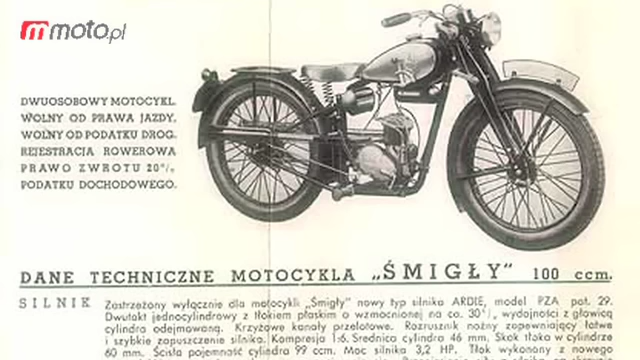 moto.pl
DWUOSOBOWY MOTOCYKL.
WOLNY OD PRAWA JAZDY.
WOLNY OD PODATKU DROG.
REJESTRACJA ROWEROWA
PRAWO ZWROTU 20%
PODATKU DOCHODOWEGO.
DANE TECHNICZNE MOTOCYKLA „ŚMIGŁY" 100 ccm.
SILNIK Zastrzeżony wyłącznie dla motocykli „Śmigły" nowy typ silnika ARDIE, model PZA pat. 29.
Dwutakt jednocylindrowy z tłokiem płaskim o wzmocnionej na ca. 30% wydajności z głowicą
cylindra odejmowaną. Krzyżowe kanały przelotowe. Rozrusznik nożny zapewniający łatwe
i szybkie zapuszczenie silnika. Kompresja 1:6. Średnica cylindra 46 mm. Skok tłoka w cylindrze
60 mm. Ścisła pojemność cylindra 99 ccm. Moc silnika 3,2 HP. Tłok wykonany z nowego